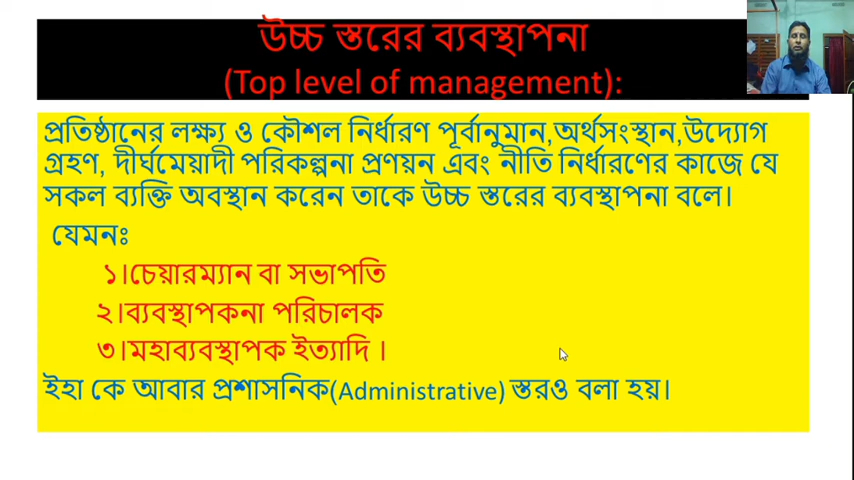 উচ্চ স্তরের ব্যবস্থাপনা
(Top level of management):
প্রতিষ্ঠানের লক্ষ্য ও কৌশল নির্ধারণ পূর্বানুমান,অর্থসংস্থান,উদ্যোগ
গ্রহণ, দীর্ঘমেয়াদী পরিকল্পনা প্রণয়ন এবং নীতি নির্ধারণের কাজে যে
সকল ব্যক্তি অবস্থান করেন তাকে উচ্চ স্তরের ব্যবস্থাপনা বলে।
যেমনঃ
১।চেয়ারম্যান বা সভাপতি
২।ব্যবস্থাপকনা পরিচালক
৩।মহাব্যবস্থাপক ইত্যাদি ।
ইহা কে আবার প্রশাসনিক(Administrative) স্তরও বলা হয়।